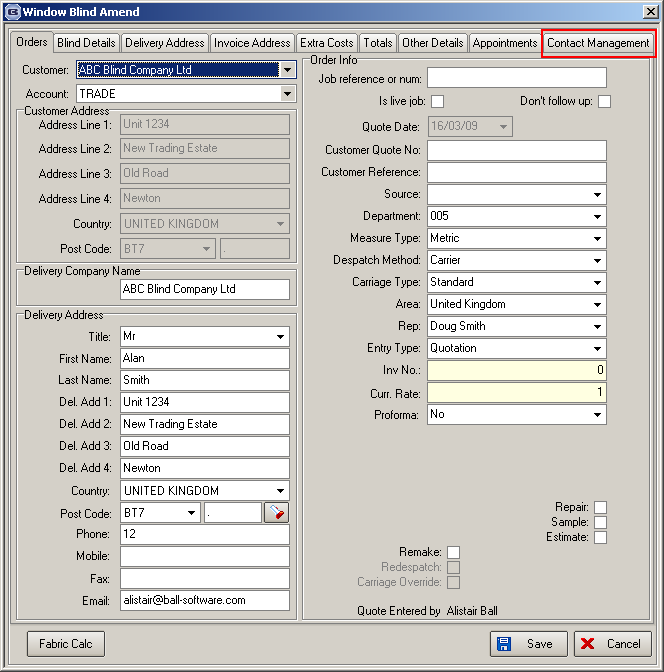 Window Blind Amend
Orders Blind Details Delivery Address Invoice Address Extra Costs Totals Other Details Appointments Contact Management
Customer: ABC Blind Company Ltd
Account: TRADE
Customer Address
Address Line 1: Unit 1234
Address Line 2: New Trading Estate
Address Line 3: Old Road
Address Line 4: Newton
Country: UNITED KINGDOM
Post Code: BT7 .
Delivery Company Name
ABC Blind Company Ltd
Delivery Address
Title: Mr
First Name: Alan
Last Name: Smith
Del. Add 1: Unit 1234
Del. Add 2: New Trading Estate
Del. Add 3: Old Road
Del. Add 4: Newton
Country: UNITED KINGDOM
Post Code: BT7 .
Phone: 12
Mobile:
Fax:
Email: alistair@ball-software.com
Order Info
Job reference or num:
Is live job: Don't follow up:
Quote Date: 16/03/09
Customer Quote No:
Customer Reference:
Source:
Department: 005
Measure Type: Metric
Despatch Method: Carrier
Carriage Type: Standard
Area: United Kingdom
Rep: Doug Smith
Entry Type: Quotation
Inv No.: 0
Curr. Rate: 1
Proforma: No
Repair:
Sample:
Estimate:
Remake:
Redespatch:
Carriage Override:
Quote Entered by Alistair Ball
Fabric Calc Save Cancel